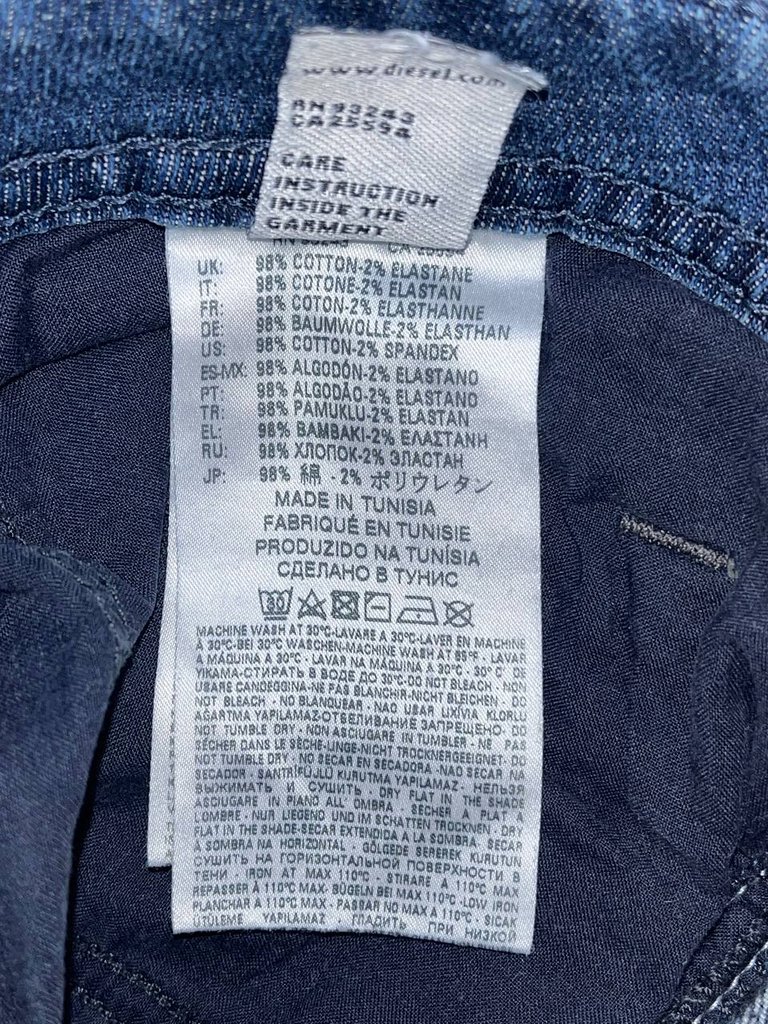 www.diesel.com
RN 93243
CA 25594
CARE
INSTRUCTION
INSIDE THE
GARMENT
RN 93243 CA 25594
UK: 98% COTTON-2% ELASTANE
IT: 98% COTONE-2% ELASTAN
FR: 98% COTON-2% ELASTHANNE
DE: 98% BAUMWOLLE-2% ELASTHAN
US: 98% COTTON-2% SPANDEX
ES-MX: 98% ALGODÓN-2% ELASTANO
PT: 98% ALGODÃO-2% ELASTANO
TR: 98% PAMUKLU-2% ELASTAN
EL: 98% ΒΑΜΒΑΚΙ-2% ΕΛΑΣΤΑΝΗ
RU: 98% ХЛОПОК-2% ЭЛАСТАН
JP: 98% 綿 -2% ポリウレタン
MADE IN TUNISIA
FABRIQUÉ EN TUNISIE
PRODUZIDO NA TUNÍSIA
СДЕЛАНО В ТУНИС
30
MACHINE WASH AT 30°C-LAVARE A 30°C-LAVER EN MACHINE
À 30°C-BEI 30°C WASCHEN-MACHINE WASH AT 85°F - LAVAR
A MÁQUINA A 30°C - LAVAR NA MÁQUINA A 30°C - 30° C' DE
YIKAMA-СТИРАТЬ В ВОДЕ ДО 30°C-DO NOT BLEACH - NON
USARE CANDEGGINA-NE PAS BLANCHIR-NICHT BLEICHEN - DO
NOT BLEACH - NO BLANQUEAR - NÃO USAR LIXÍVIA KLORLU
AĞARTMA YAPILAMAZ-ОТБЕЛИВАНИЕ ЗАПРЕЩЕНО- DO
NOT TUMBLE DRY - NON ASCIUGARE IN TUMBLER - NE PAS
SÉCHER DANS LE SÈCHE-LINGE-NICHT TROCKNERGEEIGNET- DO
NOT TUMBLE DRY - NO SECAR EN SECADORA -NÃO SECAR NA
SECADOR - SANTRİFÜJLÜ KURUTMA YAPILAMAZ - НЕЛЬЗЯ
ВЫЖИМАТЬ И СУШИТЬ - DRY FLAT IN THE SHADE
ASCIUGARE IN PIANO ALL' OMBRA - SÉCHER À PLAT À
L'OMBRE - NUR LIEGEND UND IM SCHATTEN TROCKNEN - DRY
FLAT IN THE SHADE-SECAR EXTENDIDA A LA SOMBRA - SECAR
À SOMBRA NA HORIZONTAL - GÖLGEDE SEREREK KURUTUN
СУШИТЬ НА ГОРИЗОНТАЛЬНОЙ ПОВЕРХНОСТИ В
ТЕНИ - IRON AT MAX 110°C - STIRARE A 110°C MAX
REPASSER À 110°C MAX- BÜGELN BEI MAX 110°C -LOW IRON
PLANCHAR A 110°C MAX - PASSAR NO MAX A 110°C - SICAK
ÜTÜLEME YAPILAMAZ - ГЛАДИТЬ ПРИ НИЗКОЙ